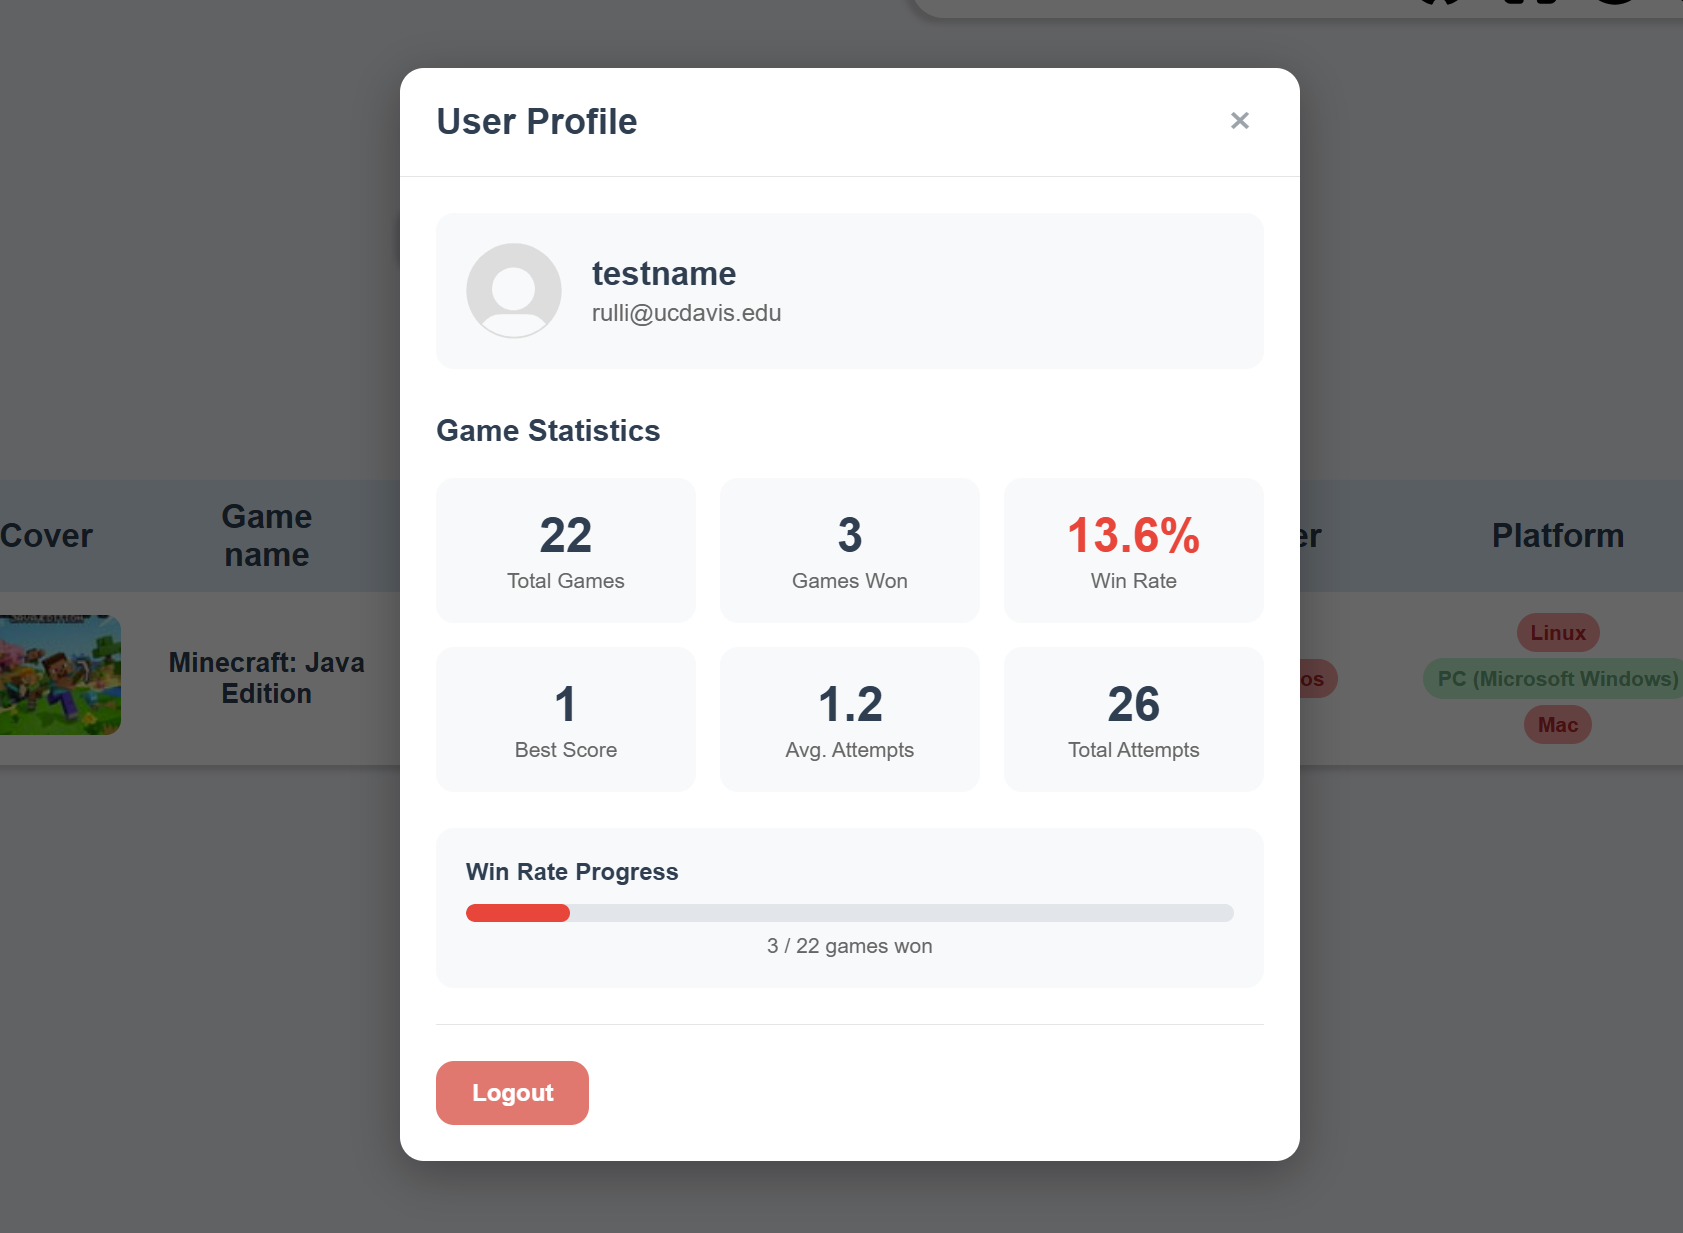 User Profile
×
testname
rulli@ucdavis.edu
Game Statistics
22
Total Games
3
Games Won
13.6%
Win Rate
1
Best Score
1.2
Avg. Attempts
26
Total Attempts
Win Rate Progress
3 / 22 games won
Logout
Cover
Game
name
er
Platform
Minecraft: Java
Edition
os
Linux
PC (Microsoft Windows)
Mac